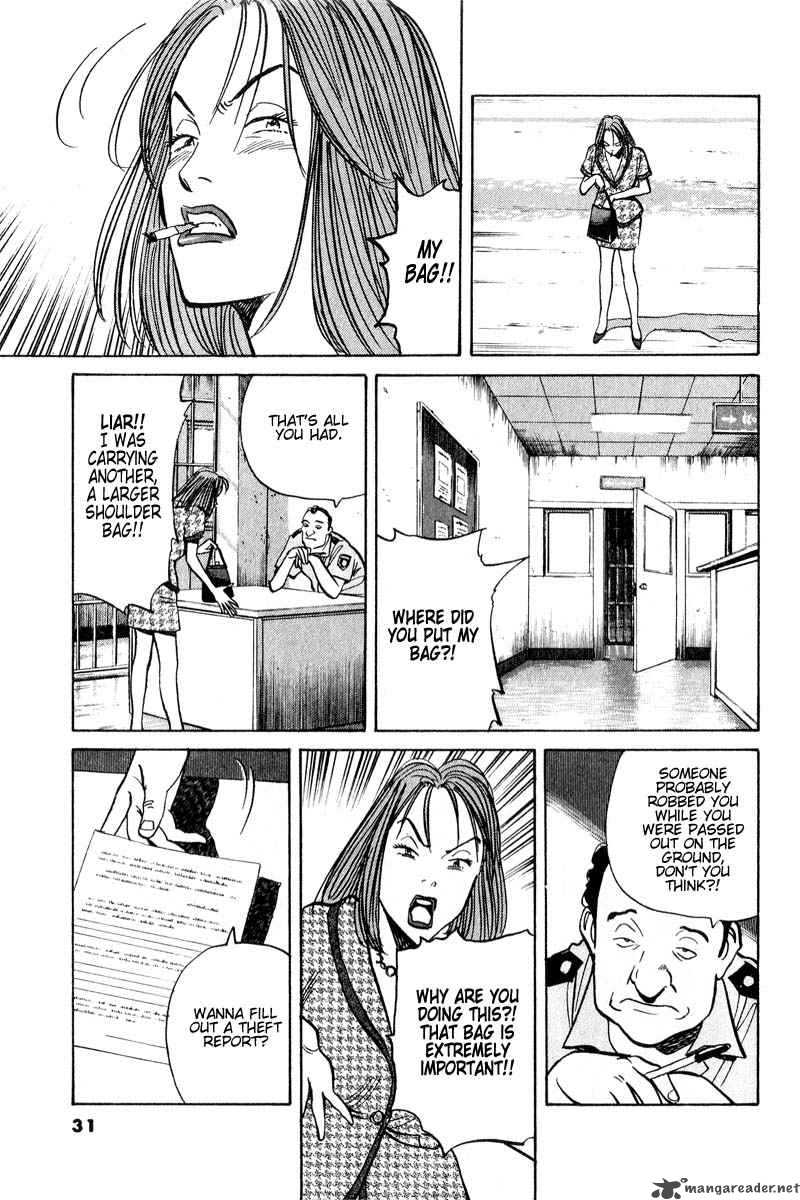 MY
BAG!!
WHERE DID
YOU PUT MY
BAG?!
THAT'S ALL
YOU HAD.
LIAR!!
I WAS
CARRYING
ANOTHER,
A LARGER
SHOULDER
BAG!!
SOMEONE
PROBABLY
ROBBED YOU
WHILE YOU
WERE PASSED
OUT ON THE
GROUND,
DON'T YOU
THINK?!
WHY ARE YOU
DOING THIS?!
THAT BAG IS
EXTREMELY
IMPORTANT!!
WANNA FILL
OUT A THEFT
REPORT?
31
mangareader.net